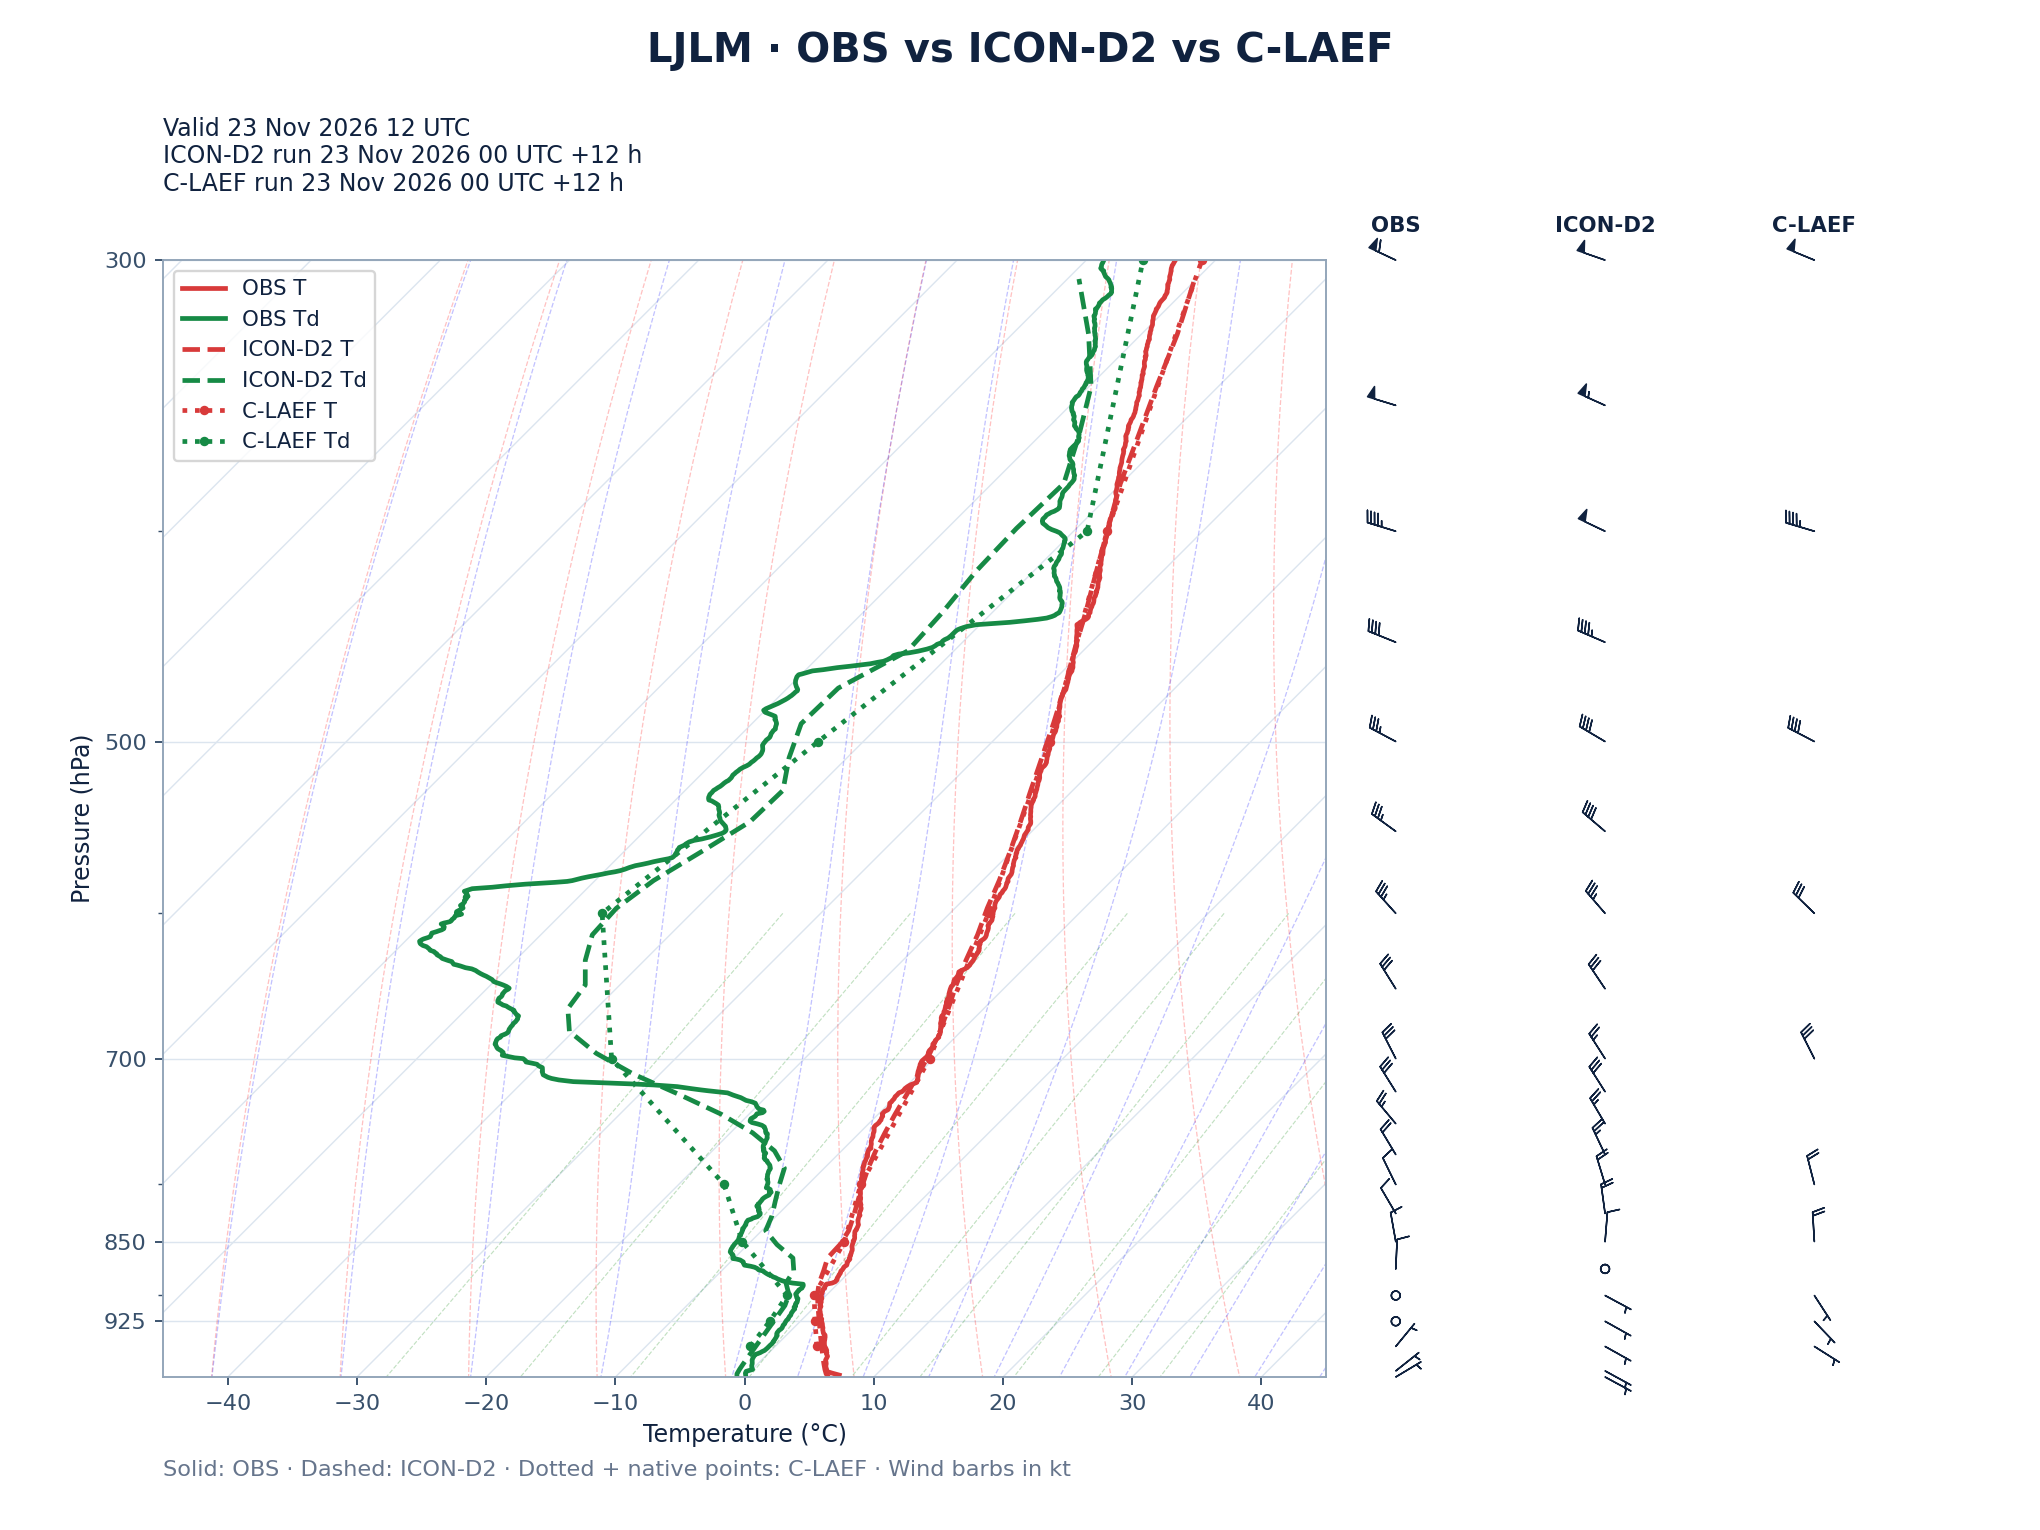 LJLM · OBS vs ICON-D2 vs C-LAEF
Valid 23 Nov 2026 12 UTC
ICON-D2 run 23 Nov 2026 00 UTC +12 h
C-LAEF run 23 Nov 2026 00 UTC +12 h
OBS ICON-D2 C-LAEF
OBS T
OBS Td
ICON-D2 T
ICON-D2 Td
C-LAEF T
C-LAEF Td
Pressure (hPa)
300
500
700
850
925
−40 −30 −20 −10 0 10 20 30 40
Temperature (°C)
Solid: OBS · Dashed: ICON-D2 · Dotted + native points: C-LAEF · Wind barbs in kt